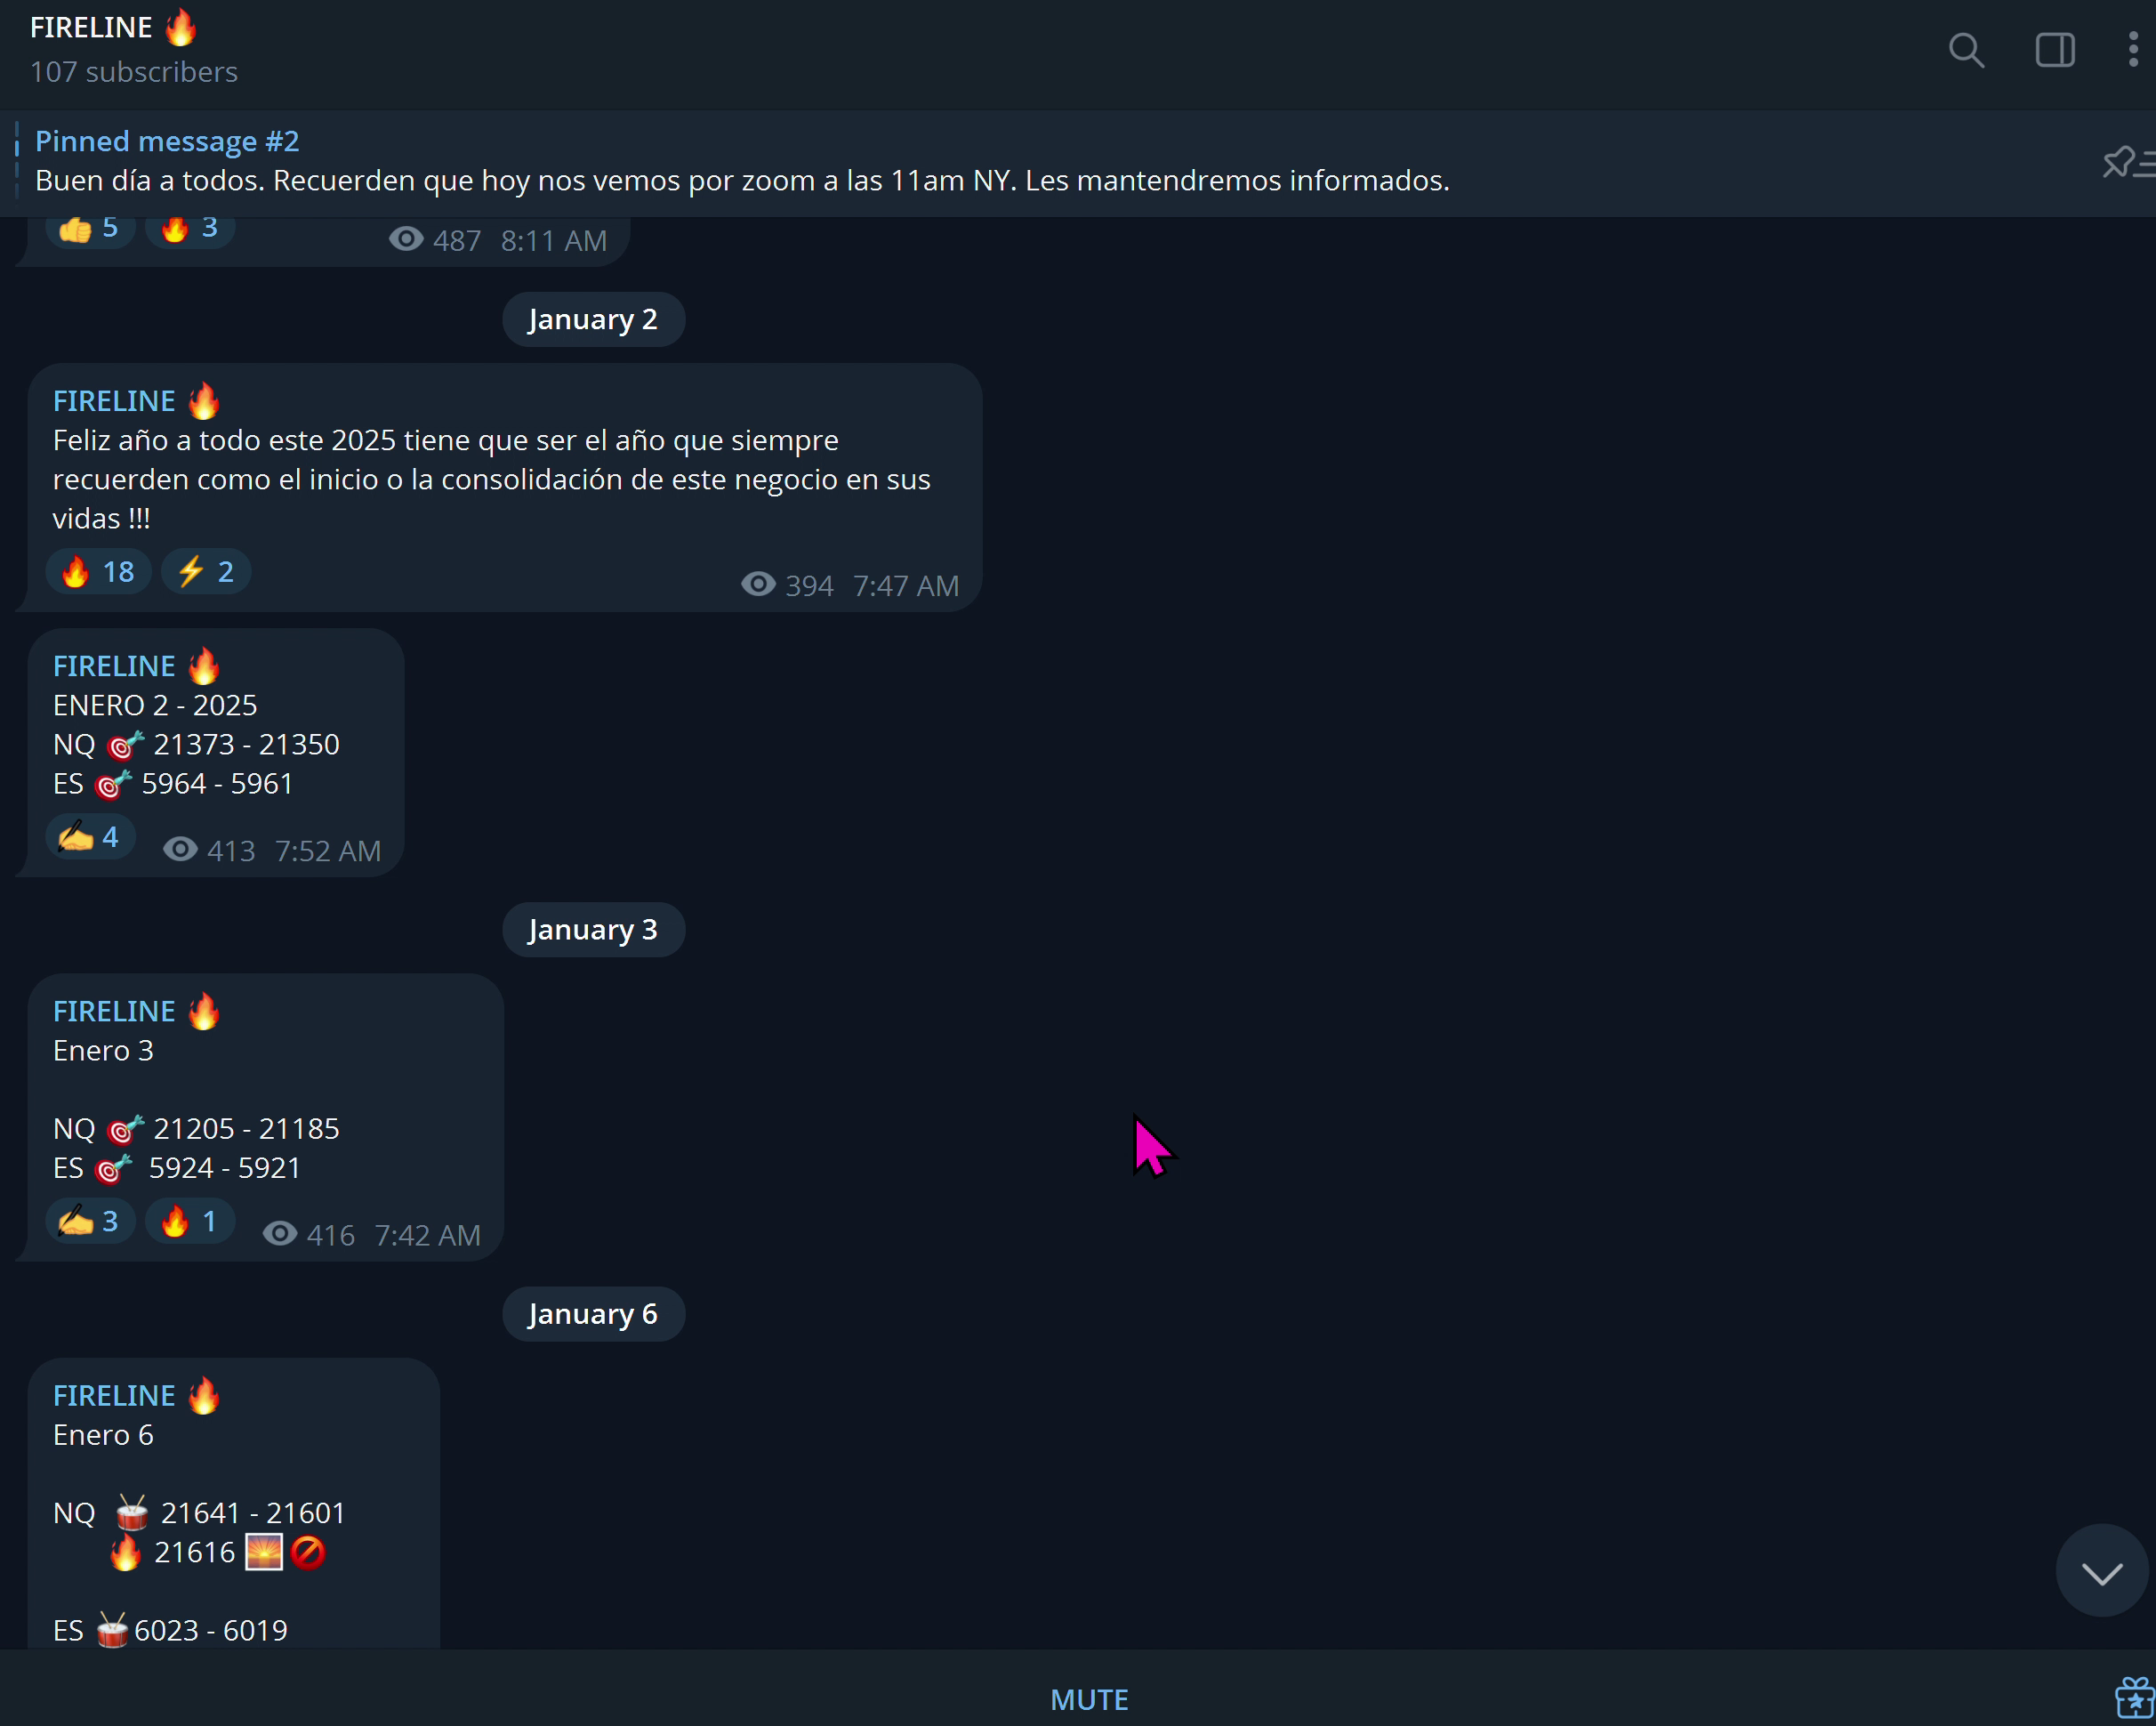 FIRELINE 🔥
107 subscribers
Pinned message #2
Buen día a todos. Recuerden que hoy nos vemos por zoom a las 11am NY. Les mantendremos informados.
👍 5 🔥 3 487 8:11 AM
January 2
FIRELINE 🔥
Feliz año a todo este 2025 tiene que ser el año que siempre
recuerden como el inicio o la consolidación de este negocio en sus
vidas !!!
🔥 18 ⚡ 2 394 7:47 AM
FIRELINE 🔥
ENERO 2 - 2025
NQ 🎯 21373 - 21350
ES 🎯 5964 - 5961
✍ 4 413 7:52 AM
January 3
FIRELINE 🔥
Enero 3
NQ 🎯 21205 - 21185
ES 🎯 5924 - 5921
✍ 3 🔥 1 416 7:42 AM
January 6
FIRELINE 🔥
Enero 6
NQ 🥁 21641 - 21601
🔥 21616 🌅🚫
ES 🥁 6023 - 6019
MUTE